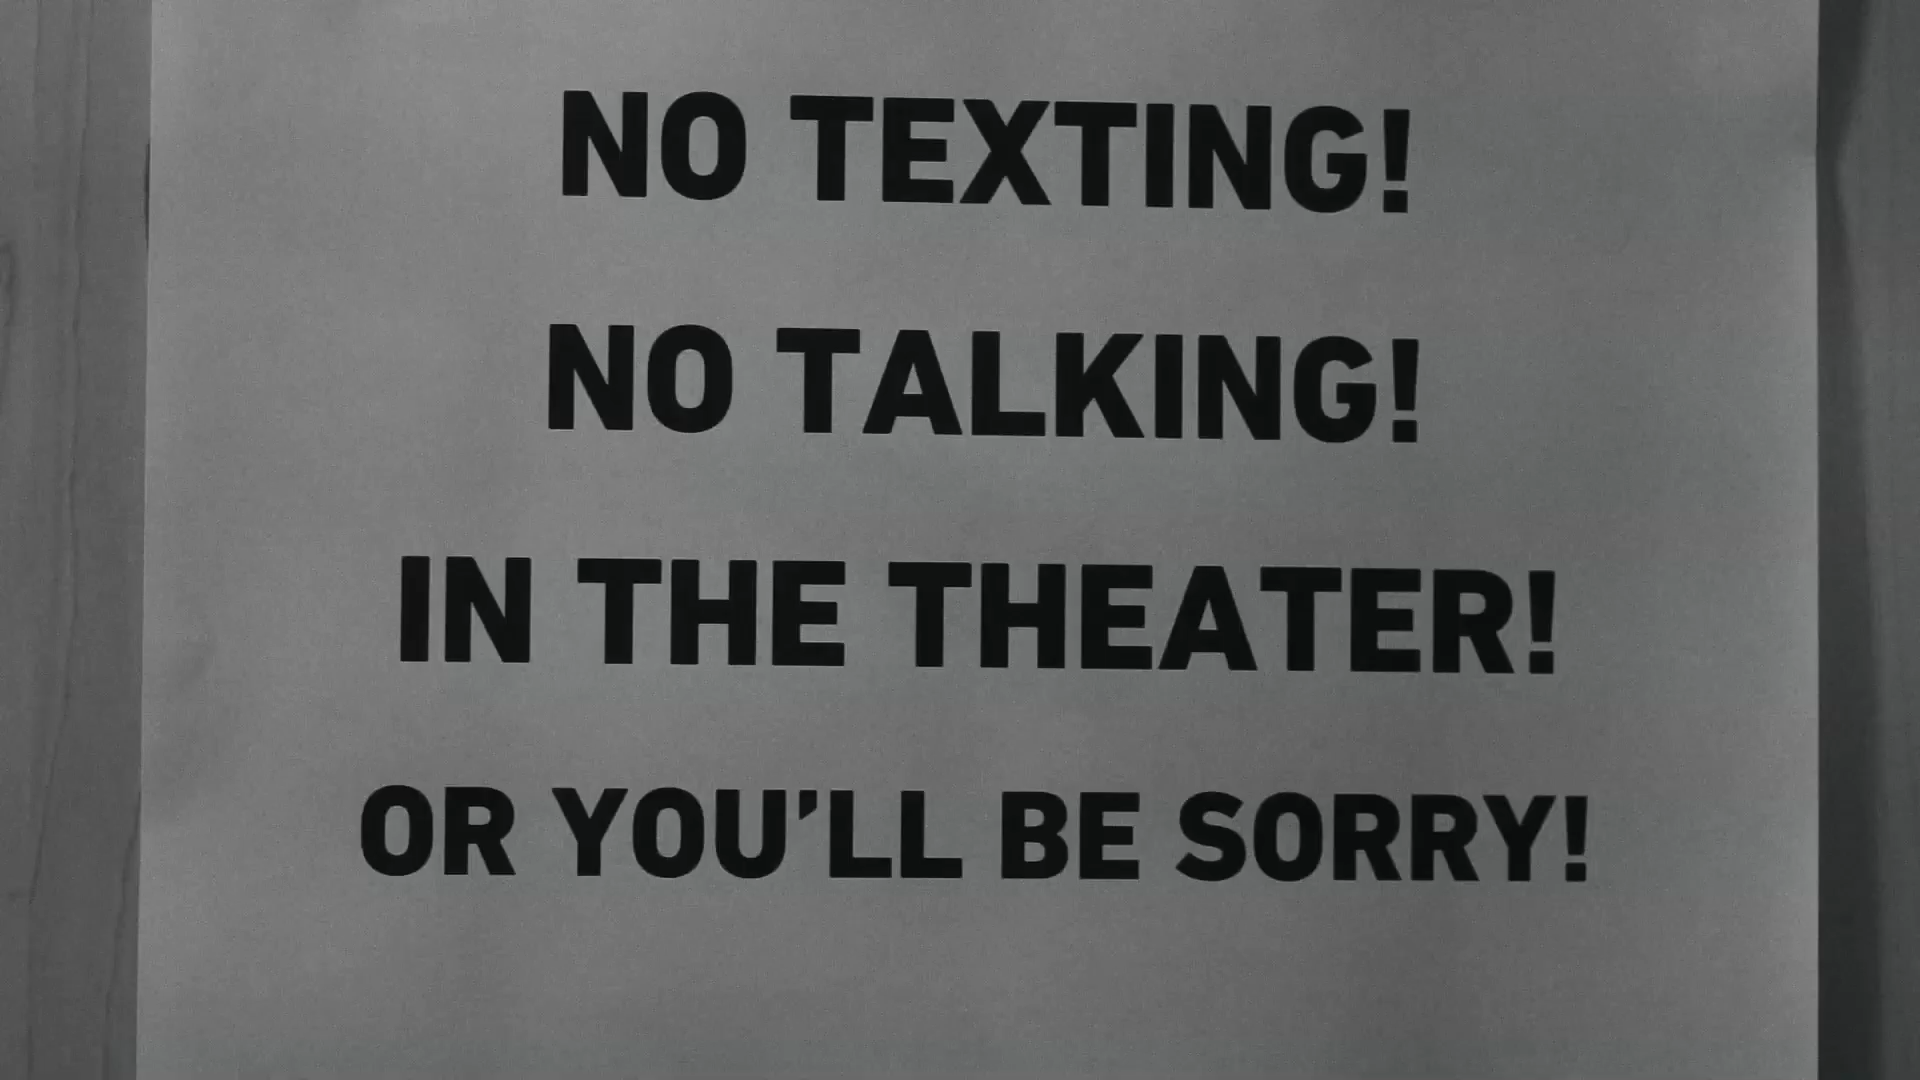 NO TEXTING!
NO TALKING!
IN THE THEATER!
OR YOU'LL BE SORRY!